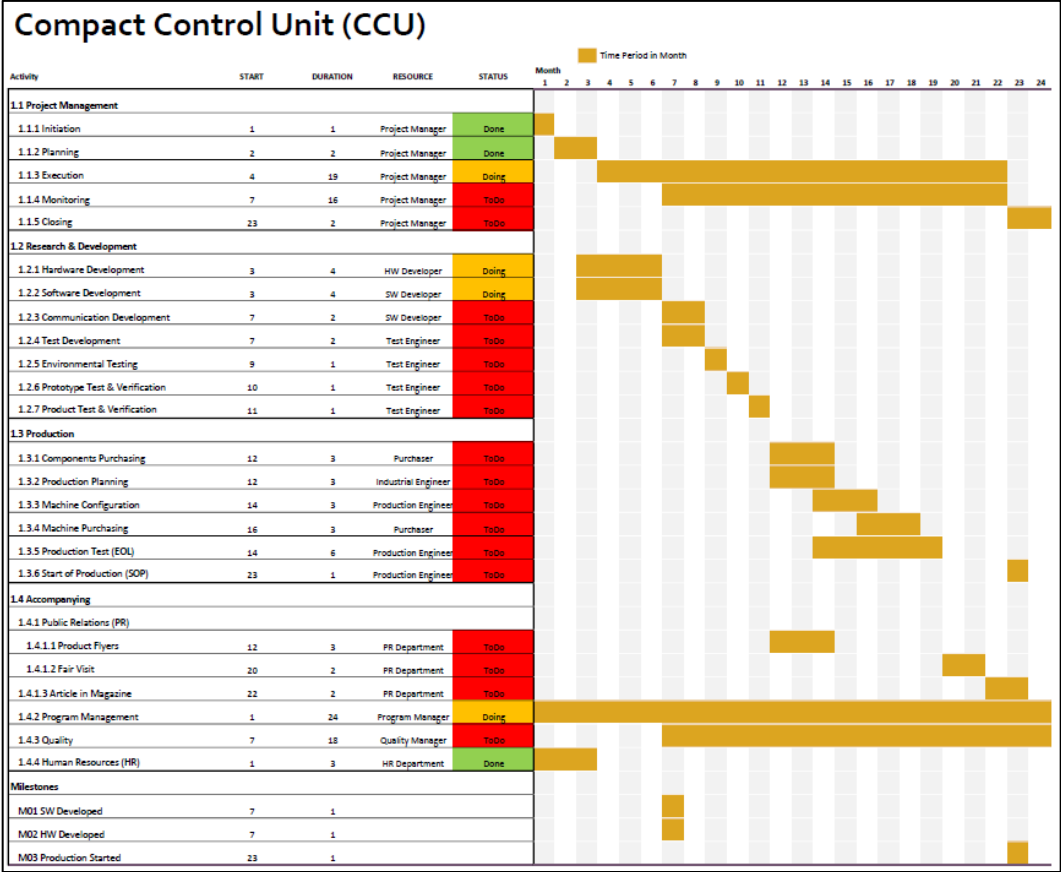 Compact Control Unit (CCU)
Time Period in Month
Activity START DURATION RESOURCE STATUS Month
1 2 3 4 5 6 7 8 9 10 11 12 13 14 15 16 17 18 19 20 21 22 23 24
1.1 Project Management
1.1.1 Initiation 1 1 Project Manager Done
1.1.2 Planning 2 2 Project Manager Done
1.1.3 Execution 4 19 Project Manager Doing
1.1.4 Monitoring 7 16 Project Manager ToDo
1.1.5 Closing 23 2 Project Manager ToDo
1.2 Research & Development
1.2.1 Hardware Development 3 4 HW Developer Doing
1.2.2 Software Development 3 4 SW Developer Doing
1.2.3 Communication Development 7 2 SW Developer ToDo
1.2.4 Test Development 7 2 Test Engineer ToDo
1.2.5 Environmental Testing 9 1 Test Engineer ToDo
1.2.6 Prototype Test & Verification 10 1 Test Engineer ToDo
1.2.7 Product Test & Verification 11 1 Test Engineer ToDo
1.3 Production
1.3.1 Components Purchasing 12 3 Purchaser ToDo
1.3.2 Production Planning 12 3 Industrial Engineer ToDo
1.3.3 Machine Configuration 14 3 Production Engineer ToDo
1.3.4 Machine Purchasing 16 3 Purchaser ToDo
1.3.5 Production Test (EOL) 14 6 Production Engineer ToDo
1.3.6 Start of Production (SOP) 23 1 Production Engineer ToDo
1.4 Accompanying
1.4.1 Public Relations (PR)
1.4.1.1 Product Flyers 12 3 PR Department ToDo
1.4.1.2 Fair Visit 20 2 PR Department ToDo
1.4.1.3 Article in Magazine 22 2 PR Department ToDo
1.4.2 Program Management 1 24 Program Manager Doing
1.4.3 Quality 7 18 Quality Manager ToDo
1.4.4 Human Resources (HR) 1 3 HR Department Done
Milestones
M01 SW Developed 7 1
M02 HW Developed 7 1
M03 Production Started 23 1